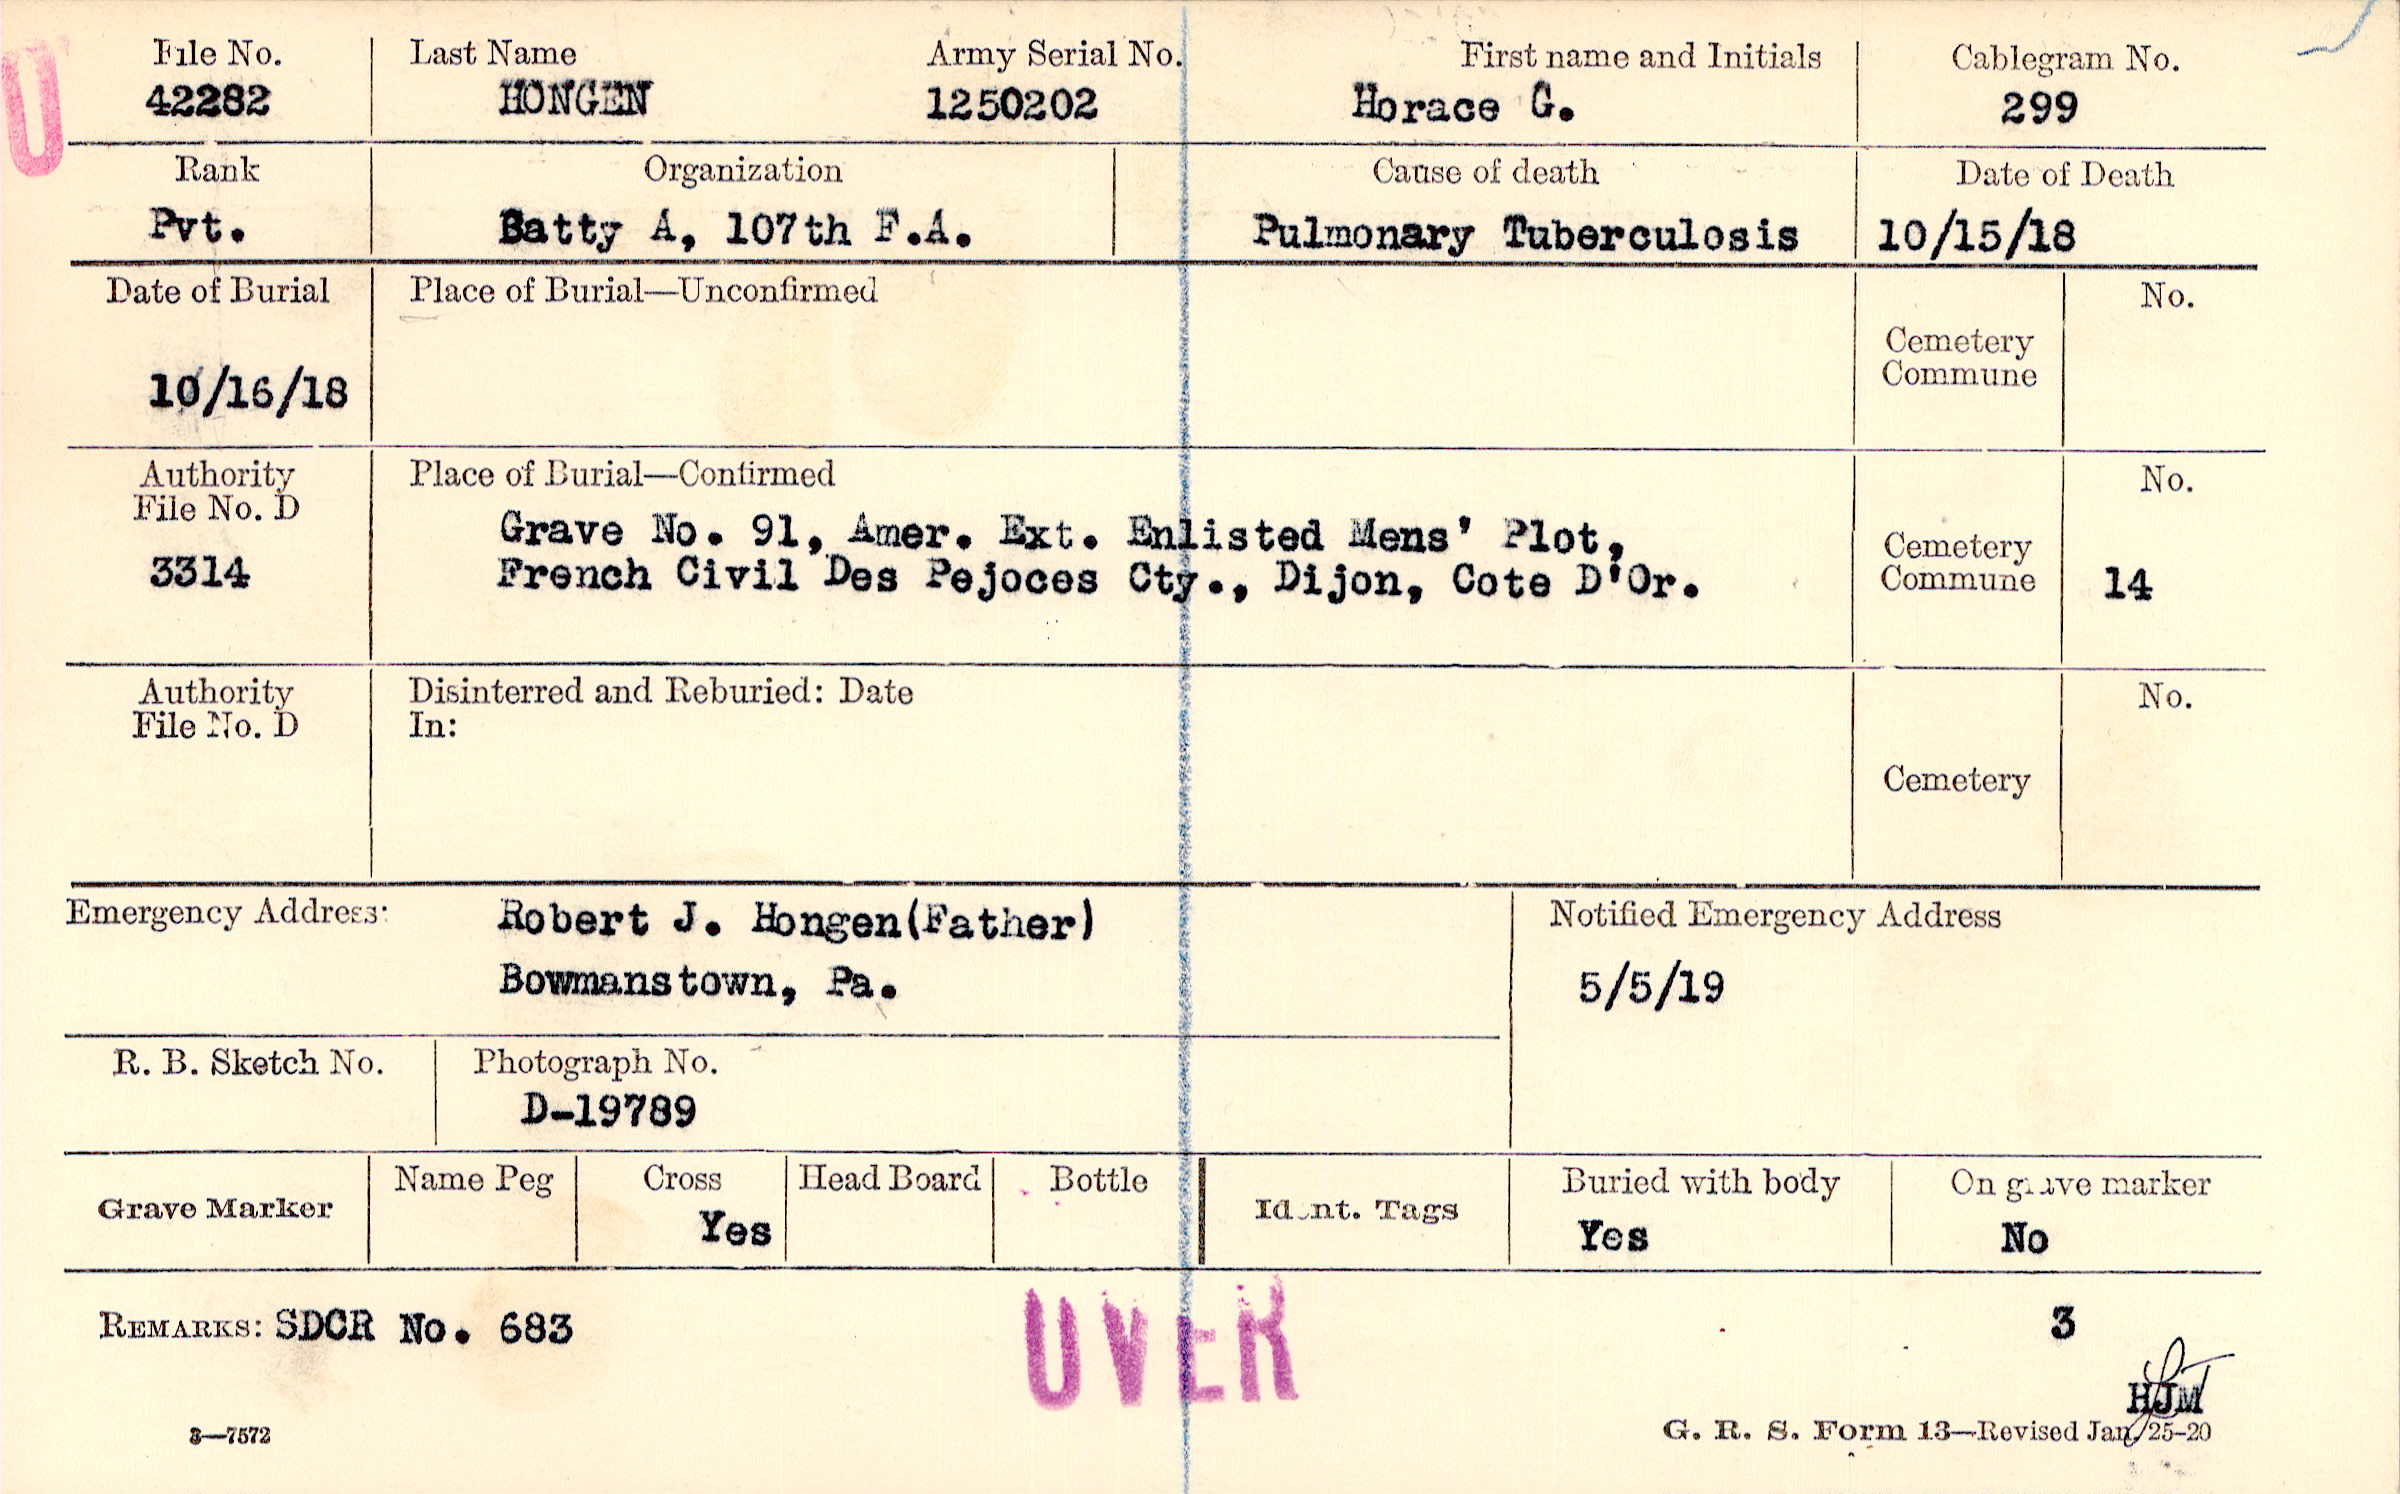 U
File No. Last Name Army Serial No. First name and Initials Cablegram No.
42282 HONGEN 1250202 Horace G. 299
Rank Organization Cause of death Date of Death
Pvt. Batty A, 107th F.A. Pulmonary Tuberculosis 10/15/18
Date of Burial Place of Burial—Unconfirmed No.
Cemetery
Commune
10/16/18
Authority Place of Burial—Confirmed No.
File No. D
Grave No. 91, Amer. Ext. Enlisted Mens' Plot, Cemetery
3314 French Civil Des Pejoces Cty., Dijon, Cote D'Or. Commune 14
Authority Disinterred and Reburied: Date No.
File No. D In:
Cemetery
Emergency Address: Robert J. Hongen(Father) Notified Emergency Address
Bowmanstown, Pa. 5/5/19
R. B. Sketch No. Photograph No.
D-19789
Grave Marker Name Peg Cross Head Board Bottle Ident. Tags Buried with body On grave marker
Yes Yes No
REMARKS: SDCR No. 683 3
OVER
HJM
3—7572 G. R. S. Form 13—Revised Jan. 25-20